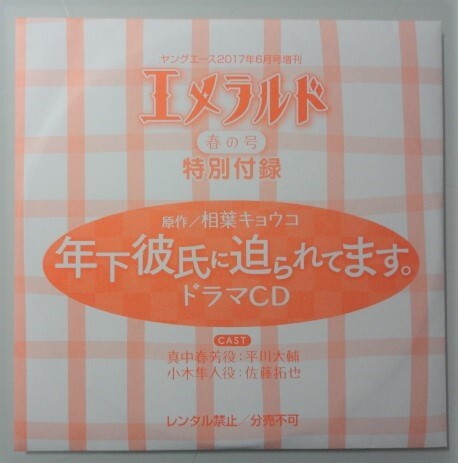 ヤングエース2017年6月号増刊
エメラルド
春の号
特別付録
原作／相葉キョウコ
年下彼氏に迫られてます。
ドラマCD
CAST
真中春芳役：平川大輔
小木隼人役：佐藤拓也
レンタル禁止／分売不可